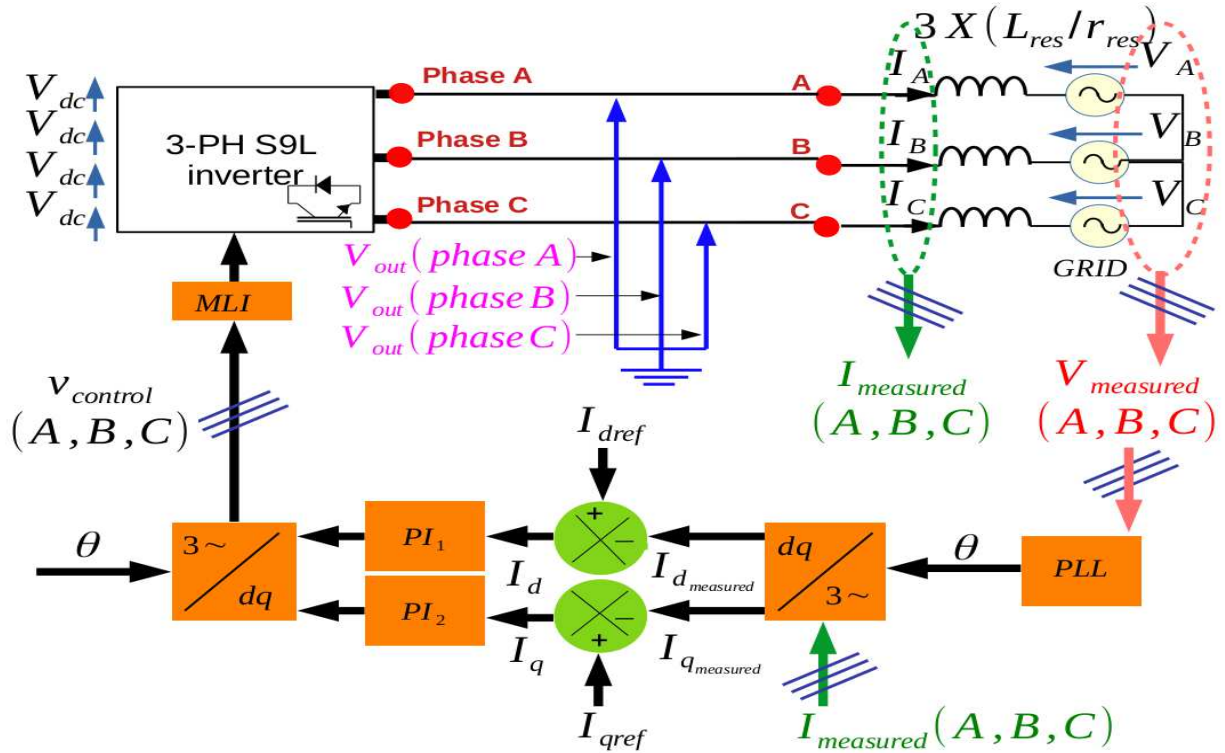 3 X (L_res / r_res)
V_dc
V_dc
V_dc
V_dc
3-PH S9L
inverter
Phase A
Phase B
Phase C
A
B
C
I_A
I_B
I_C
V_A
V_B
V_C
GRID
V_out (phase A)
V_out (phase B)
V_out (phase C)
MLI
v_control
(A, B, C)
I_measured
(A, B, C)
V_measured
(A, B, C)
I_dref
θ
3~
dq
PI_1
PI_2
+
−
−
+
I_d
I_q
I_d_measured
I_q_measured
dq
3~
θ
PLL
I_qref
I_measured (A, B, C)